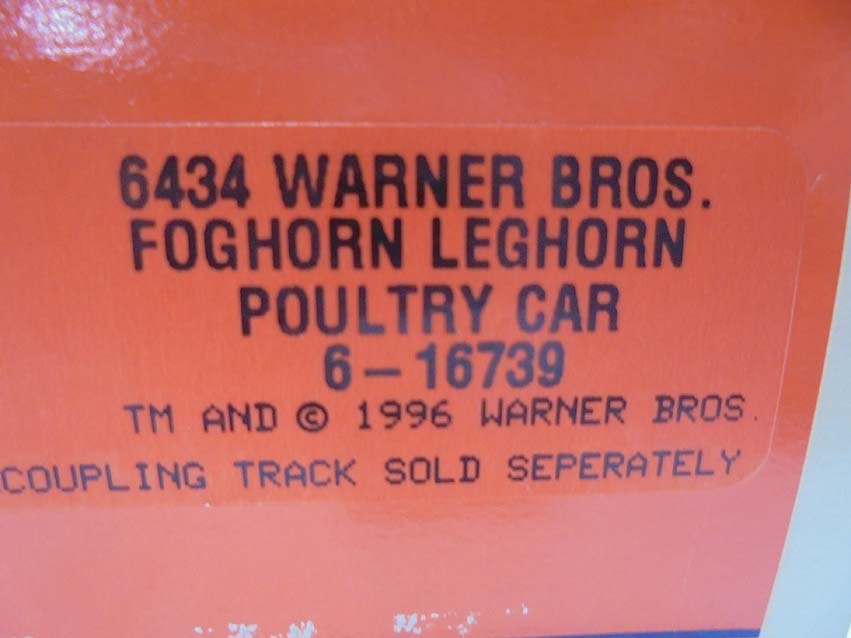 6434 WARNER BROS.
FOGHORN LEGHORN
POULTRY CAR
6-16739
TM AND © 1996 WARNER BROS.
COUPLING TRACK SOLD SEPERATELY